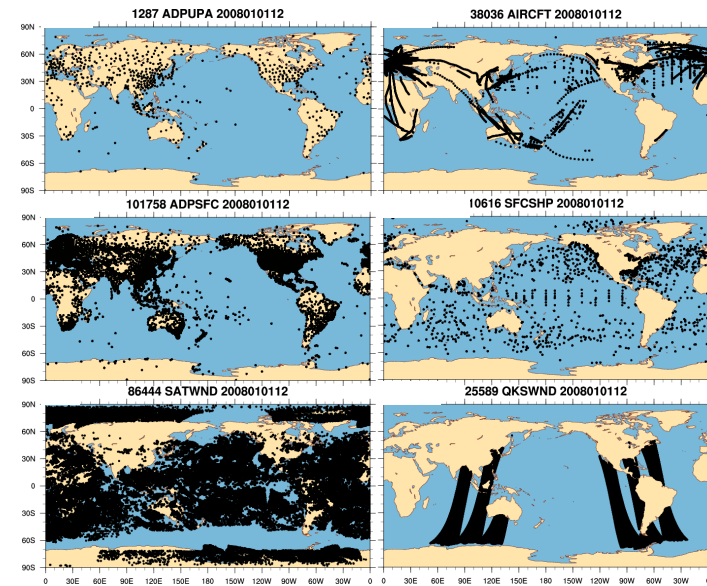 1287 ADPUPA 2008010112
38036 AIRCFT 2008010112
90N
60N
30N
0
30S
60S
90S
101758 ADPSFC 2008010112
10616 SFCSHP 2008010112
90N
60N
30N
0
30S
60S
90S
86444 SATWND 2008010112
25589 QKSWND 2008010112
90N
60N
30N
0
30S
60S
90S
0 30E 60E 90E 120E 150E 180 150W 120W 90W 60W 30W 0 30E 60E 90E 120E 150E 180 150W 120W 90W 60W 30W 0